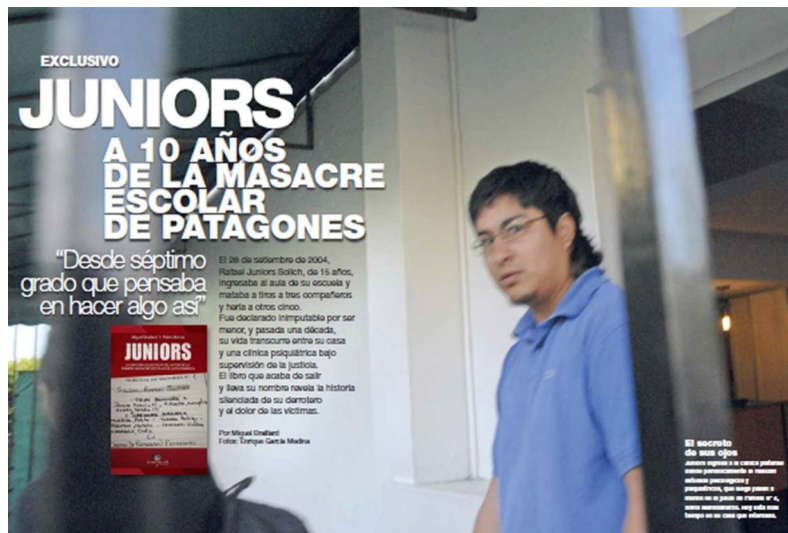 EXCLUSIVO
JUNIORS
A 10 AÑOS
DE LA MASACRE
ESCOLAR
DE PATAGONES
“Desde séptimo
grado que pensaba
en hacer algo así”
El 28 de setiembre de 2004,
Rafael Juniors Solich, de 15 años,
ingresaba al aula de su escuela y
mataba a tiros a tres compañeros
y hería a otros cinco.
Fue declarado inimputable por ser
menor, y pasada una década,
su vida transcurre entre su casa
y una clínica psiquiátrica bajo
supervisión de la justicia.
El libro que acaba de salir
y lleva su nombre revela la historia
silenciada de su derrotero
y el dolor de las víctimas.
Por Miguel Braillard
Fotos: Enrique García Medina
JUNIORS
El secreto
de sus ojos
Juniors ingresa a la clínica